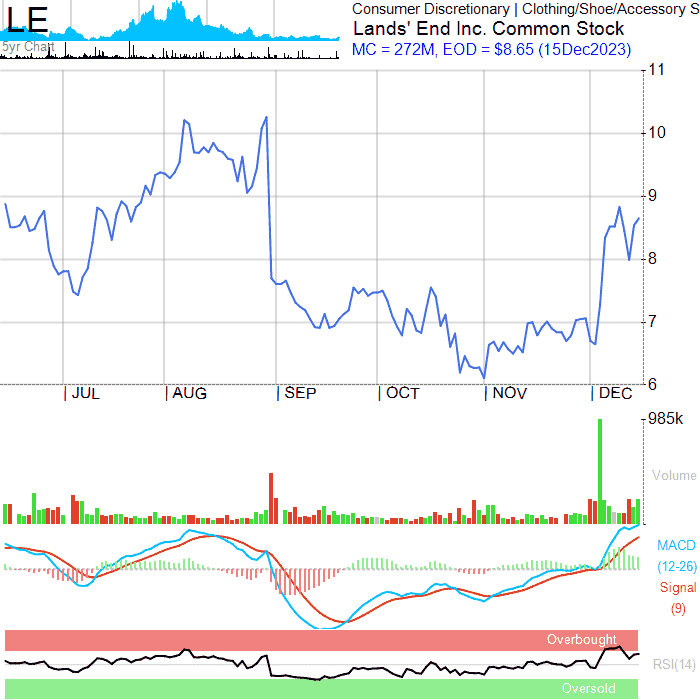 LE
5yr Chart
Consumer Discretionary | Clothing/Shoe/Accessory S
Lands' End Inc. Common Stock
MC = 272M, EOD = $8.65 (15Dec2023)
11
10
9
8
7
6
| JUL | AUG | SEP | OCT | NOV | DEC
985k
Volume
MACD
(12-26)
Signal
(9)
Overbought
RSI(14)
Oversold